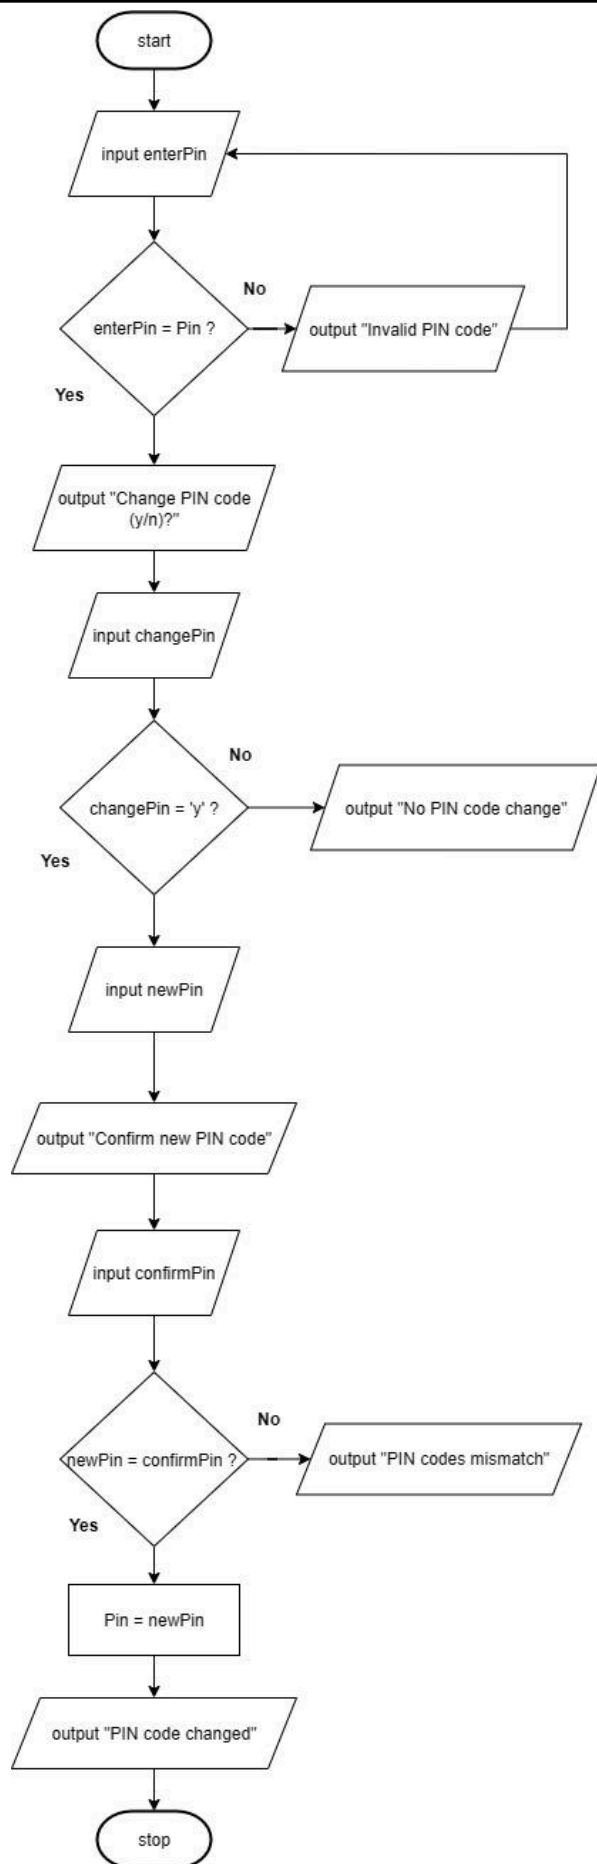 start
input enterPin
No
enterPin = Pin ?
output "Invalid PIN code"
Yes
output "Change PIN code
(y/n)?"
input changePin
No
changePin = 'y' ?
output "No PIN code change"
Yes
input newPin
output "Confirm new PIN code"
input confirmPin
No
newPin = confirmPin ?
output "PIN codes mismatch"
Yes
Pin = newPin
output "PIN code changed"
stop